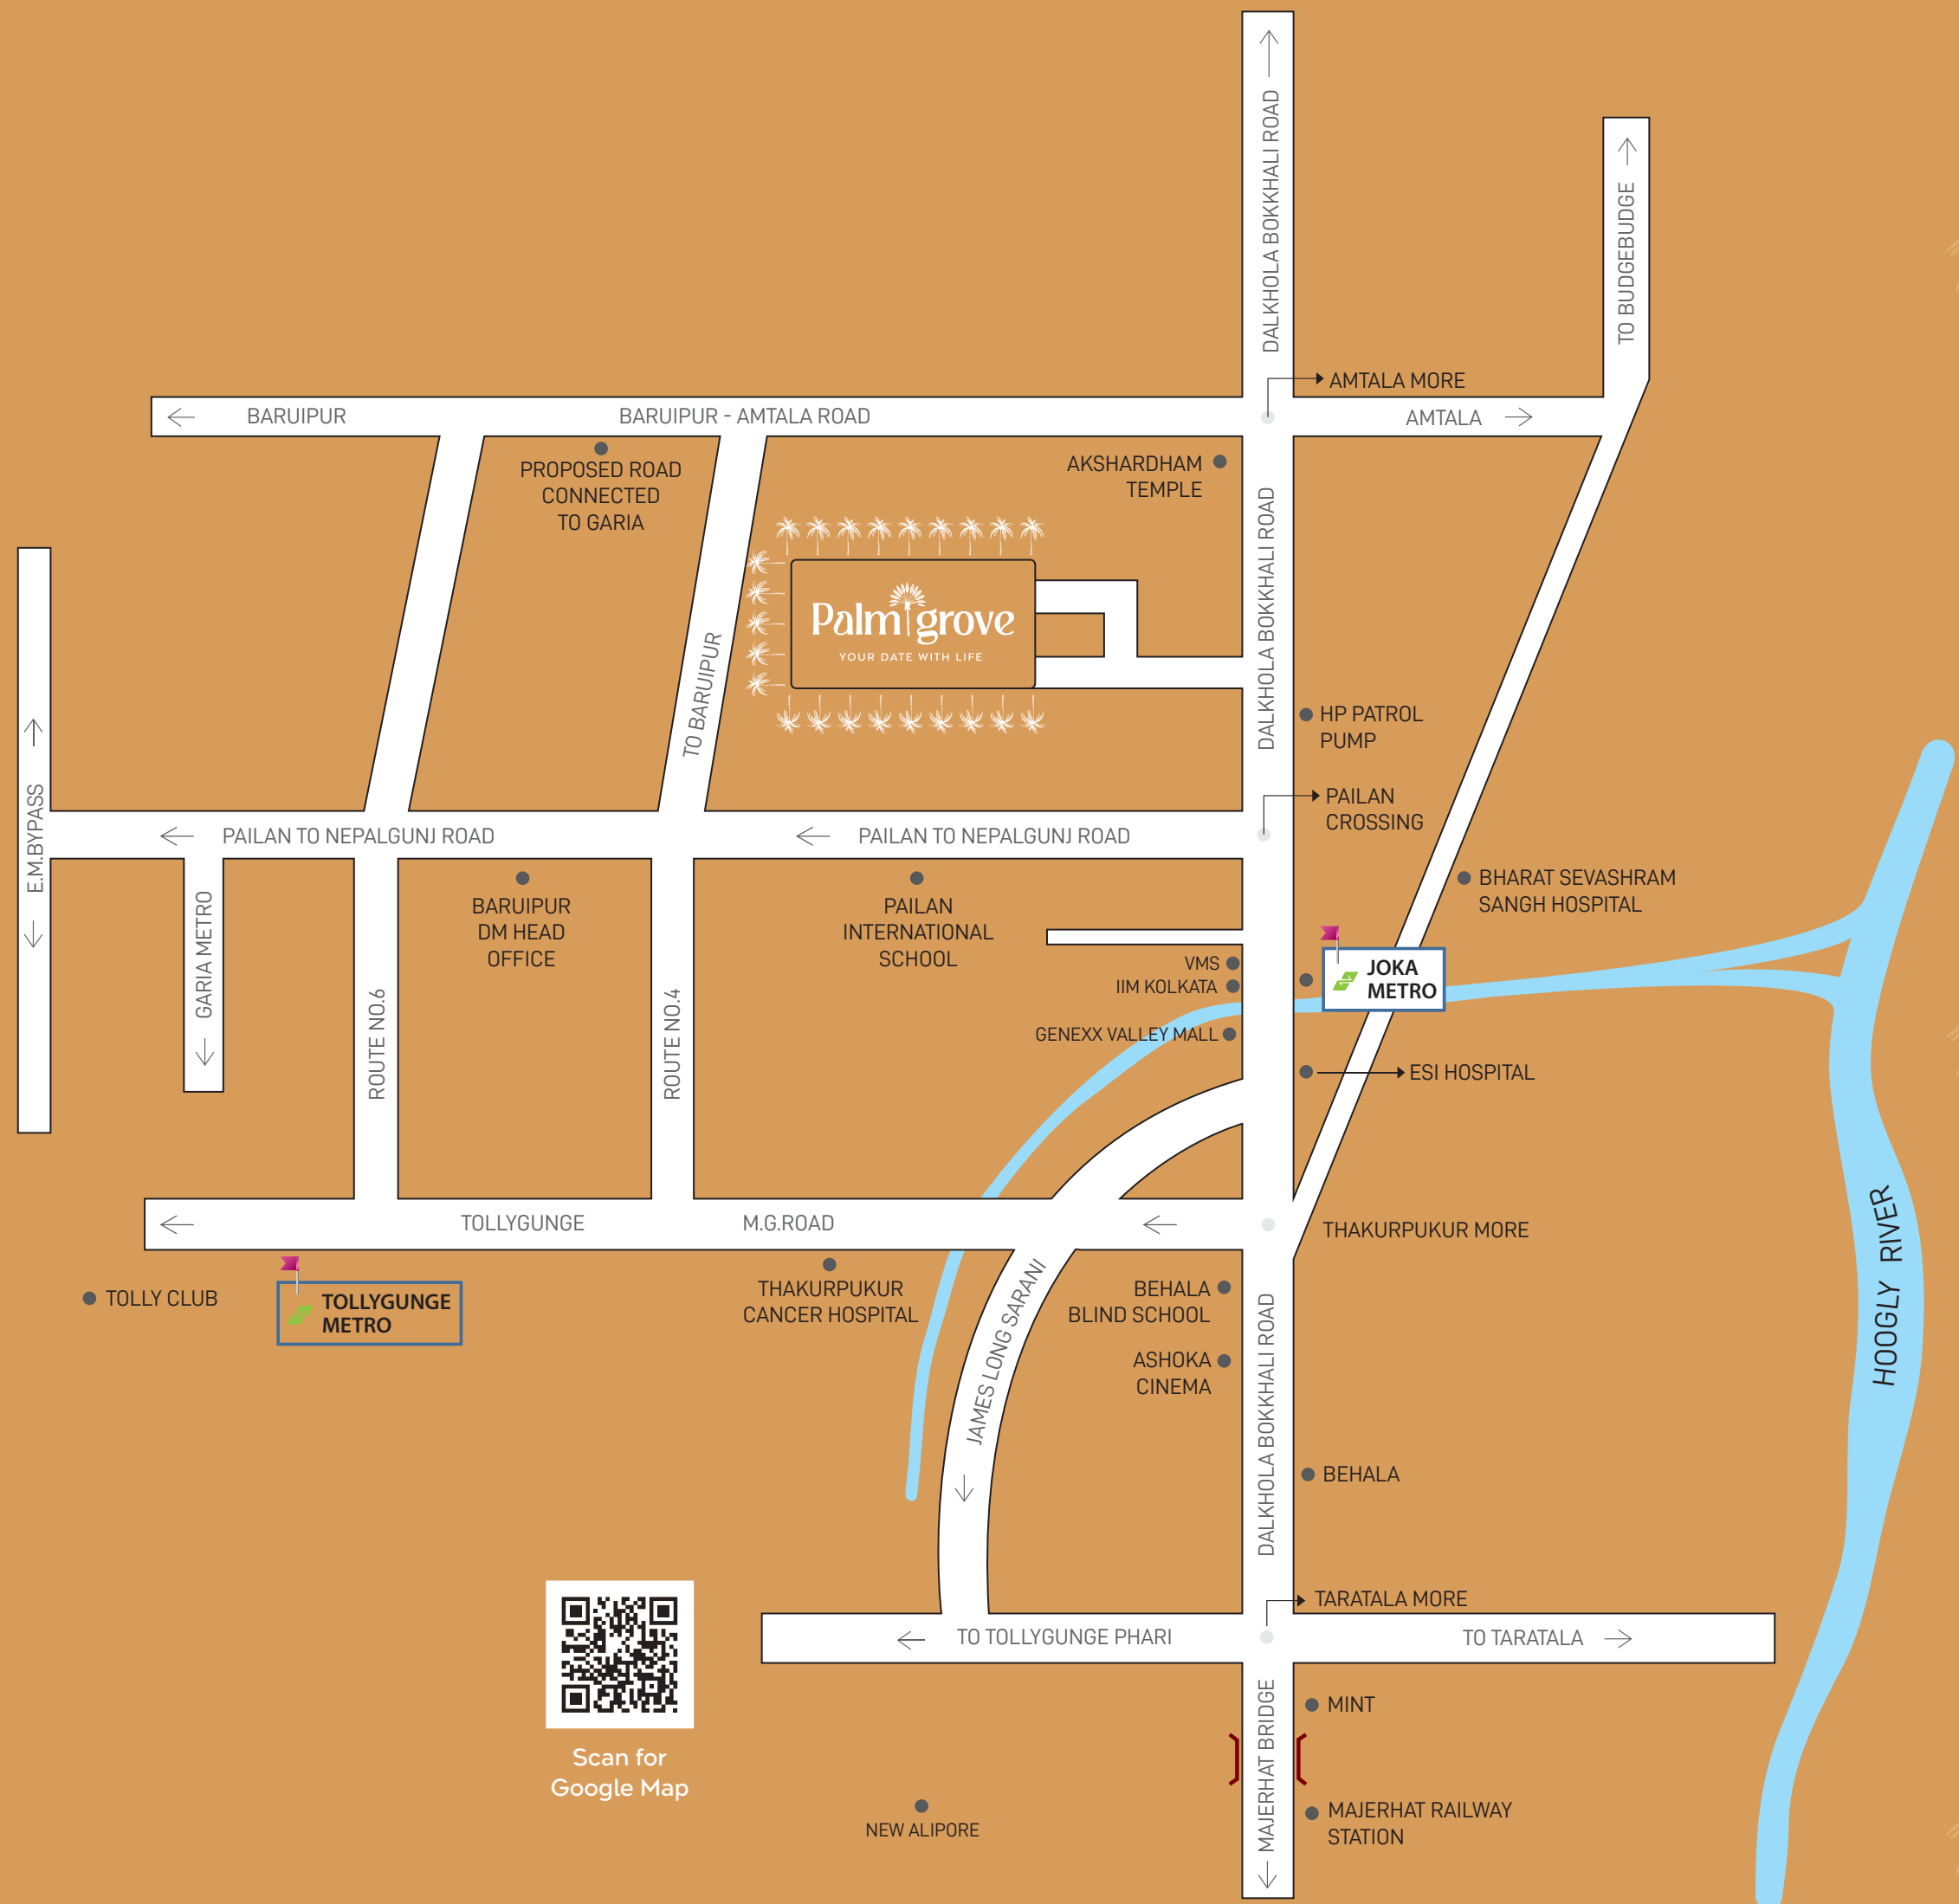 DALKHOLA BOKKHALI ROAD
TO BUDGEBUDGE
AMTALA MORE
BARUIPUR
BARUIPUR - AMTALA ROAD
AMTALA
PROPOSED ROAD
CONNECTED
TO GARIA
AKSHARDHAM
TEMPLE
DALKHOLA BOKKHALI ROAD
Palm grove
YOUR DATE WITH LIFE
TO BARUIPUR
HP PATROL
PUMP
PAILAN
CROSSING
E.M.BYPASS
PAILAN TO NEPALGUNJ ROAD
PAILAN TO NEPALGUNJ ROAD
GARIA METRO
BARUIPUR
DM HEAD
OFFICE
PAILAN
INTERNATIONAL
SCHOOL
BHARAT SEVASHRAM
SANGH HOSPITAL
VMS
IIM KOLKATA
JOKA
METRO
GENEXX VALLEY MALL
ROUTE NO.6
ROUTE NO.4
ESI HOSPITAL
TOLLYGUNGE
M.G.ROAD
THAKURPUKUR MORE
HOOGLY RIVER
TOLLY CLUB
TOLLYGUNGE
METRO
THAKURPUKUR
CANCER HOSPITAL
JAMES LONG SARANI
BEHALA
BLIND SCHOOL
ASHOKA
CINEMA
DALKHOLA BOKKHALI ROAD
BEHALA
TARATALA MORE
TO TOLLYGUNGE PHARI
TO TARATALA
MINT
MAJERHAT BRIDGE
Scan for
Google Map
NEW ALIPORE
MAJERHAT RAILWAY
STATION